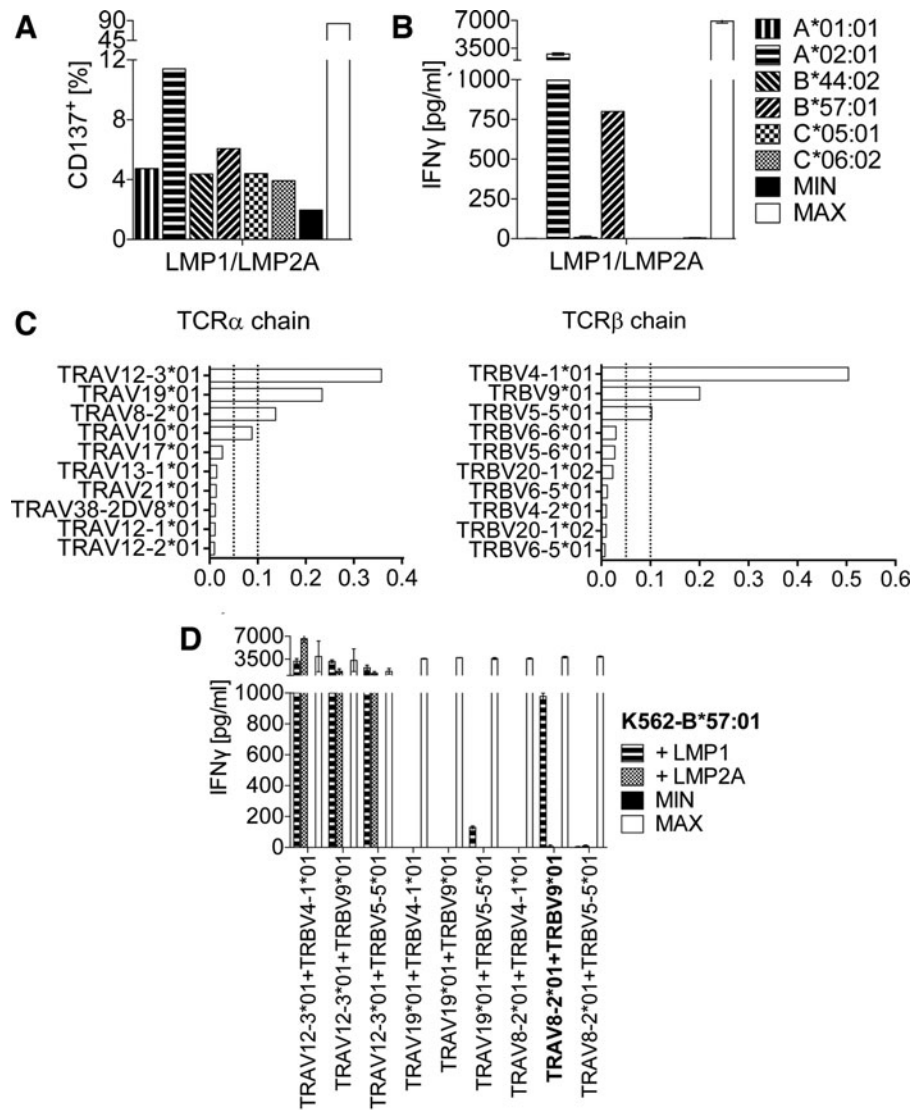 A
CD137+ [%]
90
45
12
8
4
0
LMP1/LMP2A
B
IFNγ [pg/ml]
7000
3500
1000
750
500
250
0
LMP1/LMP2A
A*01:01
A*02:01
B*44:02
B*57:01
C*05:01
C*06:02
MIN
MAX
C
TCRα chain
TRAV12-3*01
TRAV19*01
TRAV8-2*01
TRAV10*01
TRAV17*01
TRAV13-1*01
TRAV21*01
TRAV38-2DV8*01
TRAV12-1*01
TRAV12-2*01
0.0 0.1 0.2 0.3 0.4
TCRβ chain
TRBV4-1*01
TRBV9*01
TRBV5-5*01
TRBV6-6*01
TRBV5-6*01
TRBV20-1*02
TRBV6-5*01
TRBV4-2*01
TRBV20-1*02
TRBV6-5*01
0.0 0.1 0.2 0.3 0.4 0.5 0.6
D
IFNγ [pg/ml]
7000
3500
1000
800
600
400
200
0
TRAV12-3*01+TRBV4-1*01
TRAV12-3*01+TRBV9*01
TRAV12-3*01+TRBV5-5*01
TRAV19*01+TRBV4-1*01
TRAV19*01+TRBV9*01
TRAV19*01+TRBV5-5*01
TRAV8-2*01+TRBV4-1*01
TRAV8-2*01+TRBV9*01
TRAV8-2*01+TRBV5-5*01
K562-B*57:01
+ LMP1
+ LMP2A
MIN
MAX